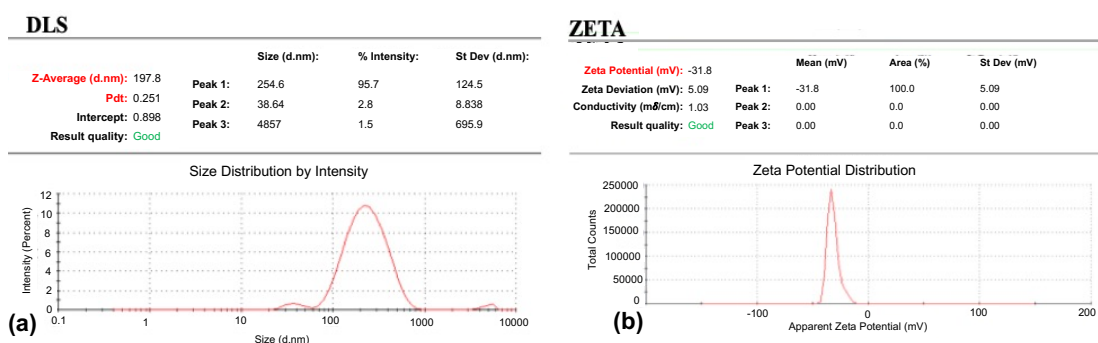 DLS
Size (d.nm): % Intensity: St Dev (d.nm):
Z-Average (d.nm): 197.8
Pdt: 0.251
Intercept: 0.898
Result quality: Good
Peak 1: 254.6 95.7 124.5
Peak 2: 38.64 2.8 8.838
Peak 3: 4857 1.5 695.9
Size Distribution by Intensity
Intensity (Percent)
12
10
8
6
4
2
0
0.1 1 10 100 1000 10000
Size (d.nm)
(a)
ZETA
Mean (mV) Area (%) St Dev (mV)
Zeta Potential (mV): -31.8
Zeta Deviation (mV): 5.09
Conductivity (mδ/cm): 1.03
Result quality: Good
Peak 1: -31.8 100.0 5.09
Peak 2: 0.00 0.0 0.00
Peak 3: 0.00 0.0 0.00
Zeta Potential Distribution
Total Counts
250000
200000
150000
100000
50000
0
-100 0 100 200
Apparent Zeta Potential (mV)
(b)